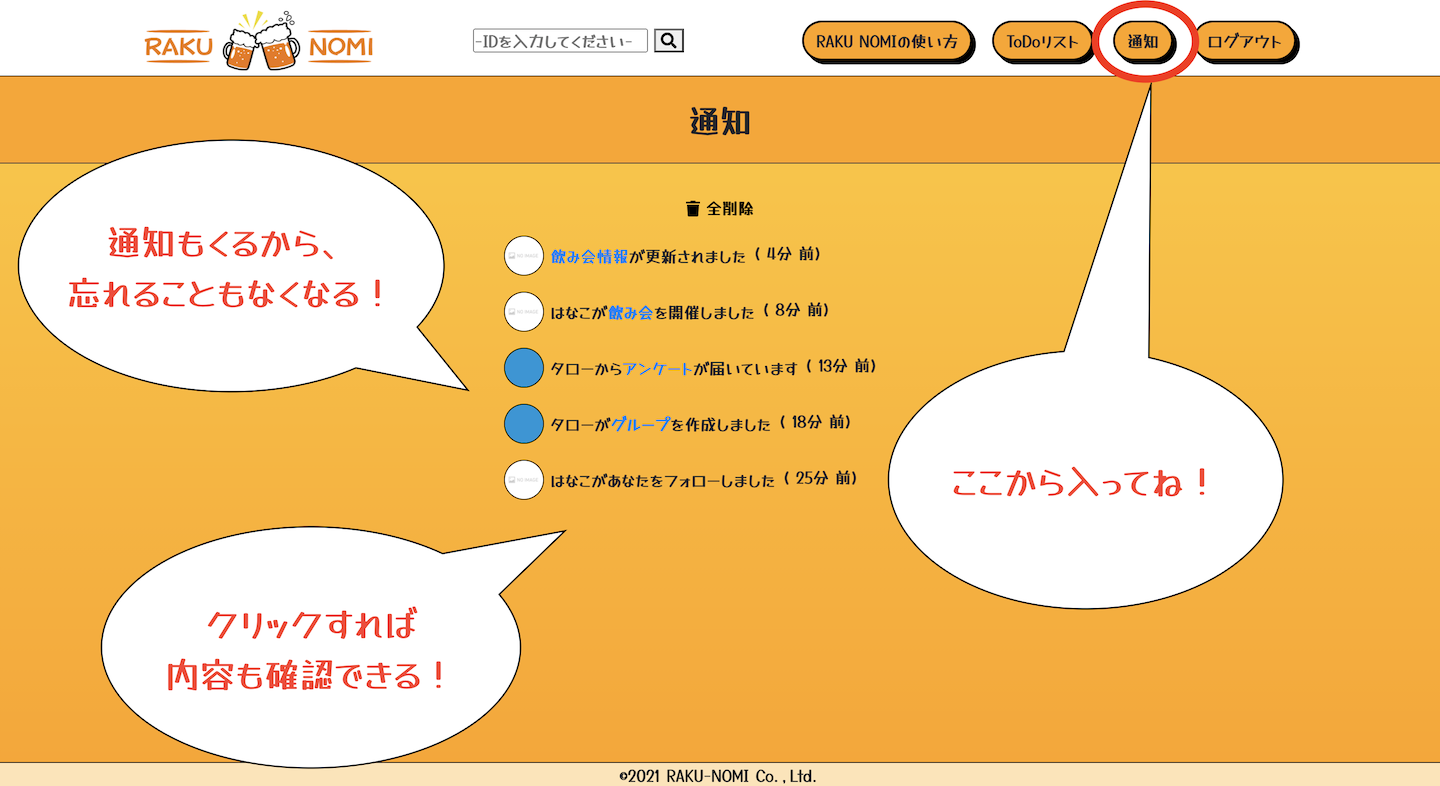 RAKU NOMI
-IDを入力してください-
RAKU NOMIの使い方
ToDoリスト
通知
ログアウト
通知
通知もくるから、
忘れることもなくなる！
全削除
飲み会情報が更新されました ( 4分 前)
はなこが飲み会を開催しました ( 8分 前)
タローからアンケートが届いています ( 13分 前)
タローがグループを作成しました ( 18分 前)
はなこがあなたをフォローしました ( 25分 前)
ここから入ってね！
クリックすれば
内容も確認できる！
©2021 RAKU-NOMI Co. , Ltd.